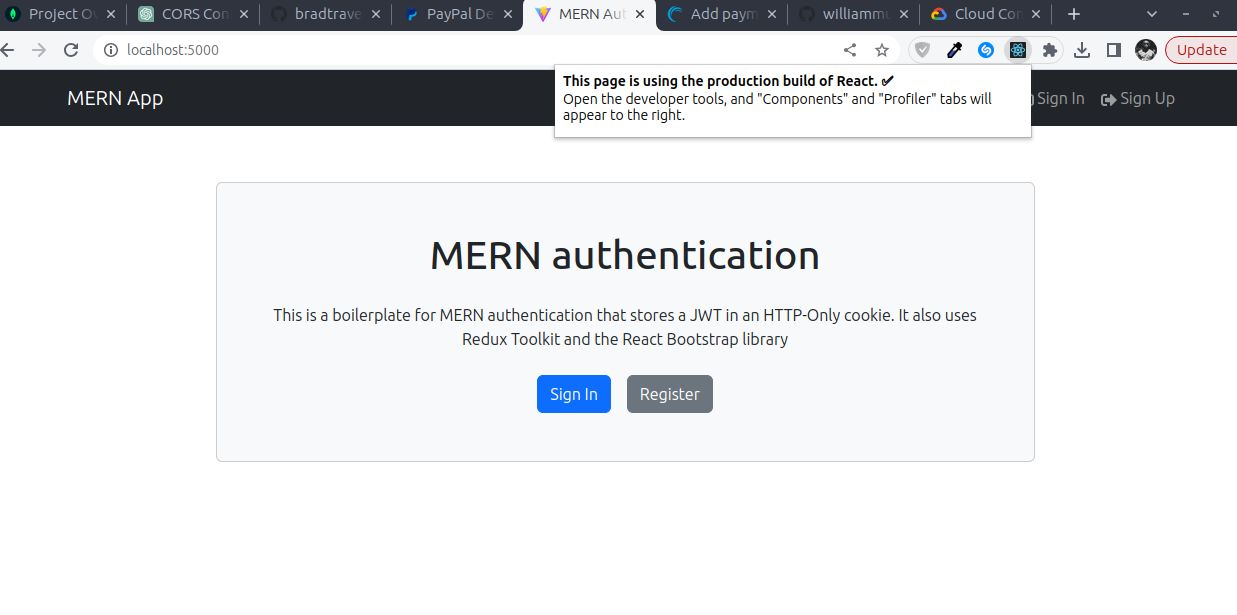 Project O
CORS Con
bradtrave
PayPal De
MERN Aut
Add paym
williammu
Cloud Con
localhost:5000
Update
This page is using the production build of React. ✔
Open the developer tools, and "Components" and "Profiler" tabs will
appear to the right.
MERN App
Sign In
Sign Up
MERN authentication
This is a boilerplate for MERN authentication that stores a JWT in an HTTP-Only cookie. It also uses
Redux Toolkit and the React Bootstrap library
Sign In
Register